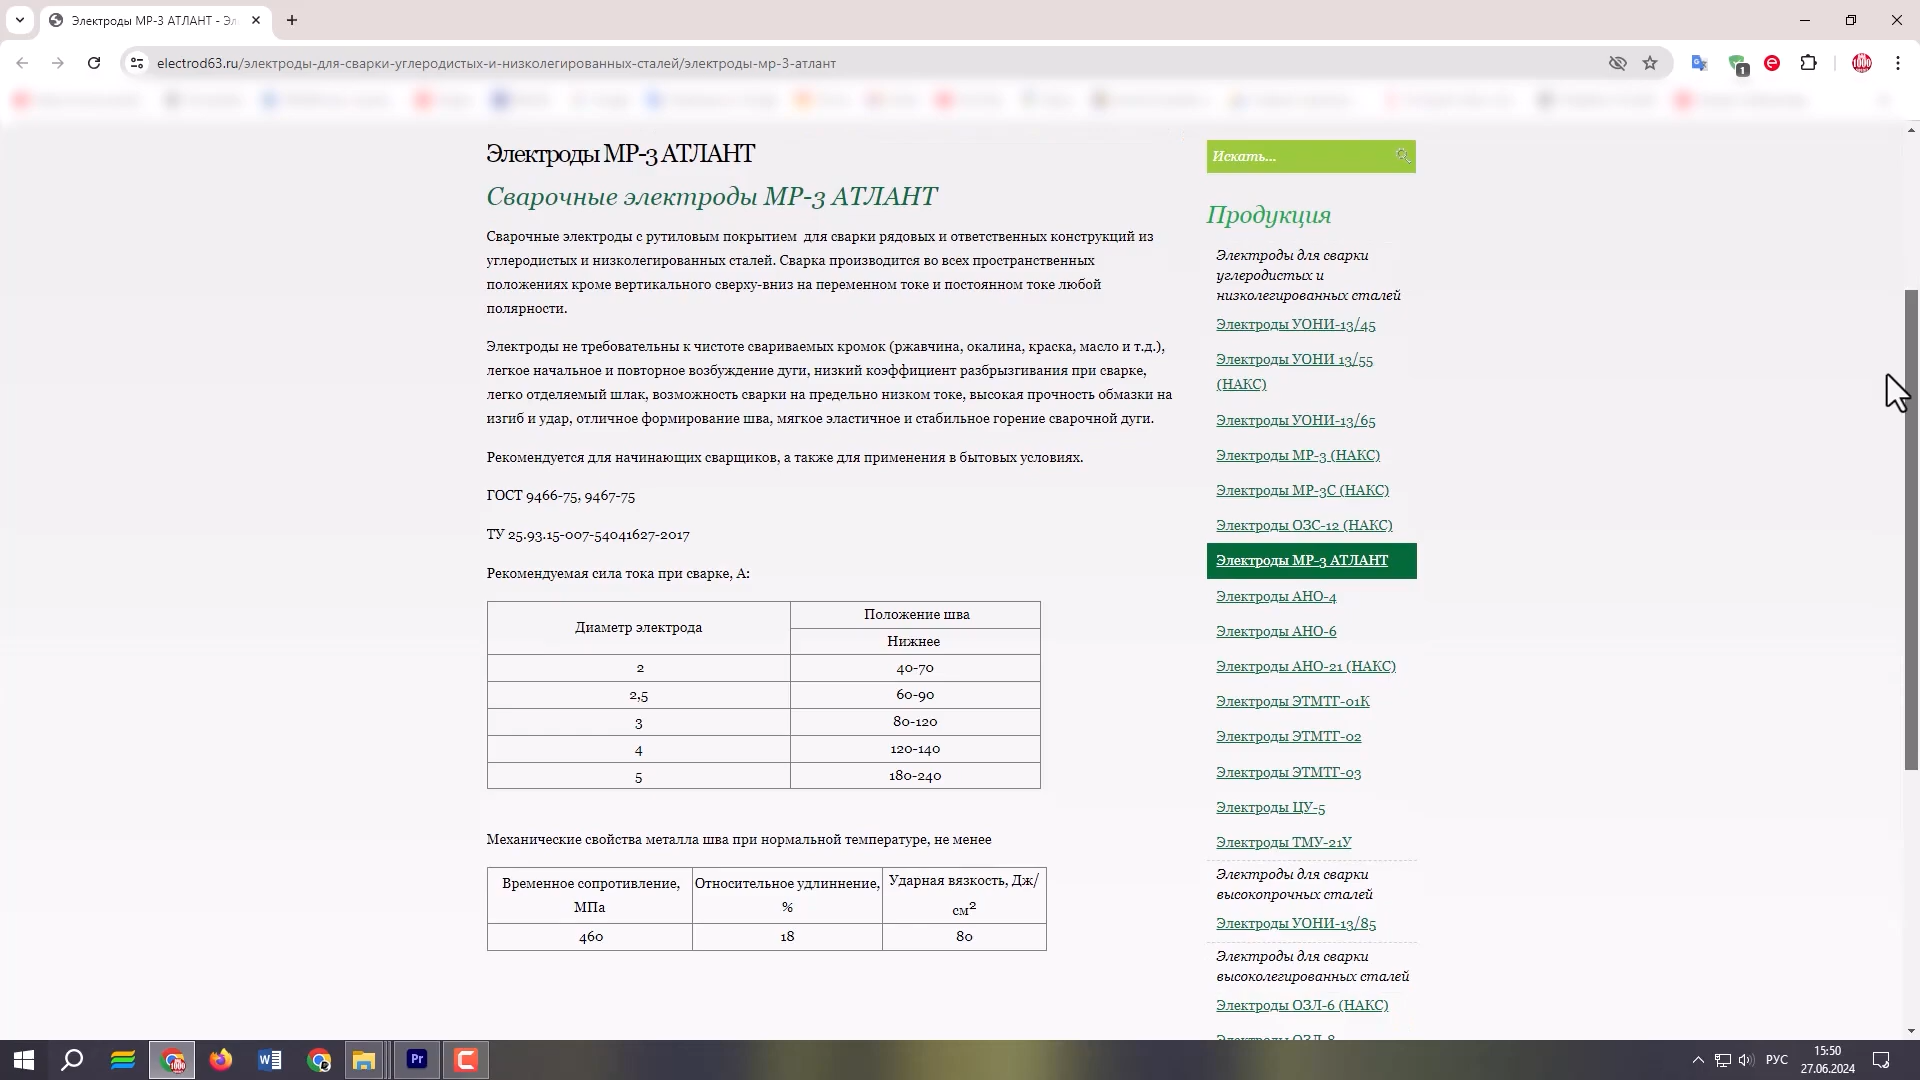 Электроды МР-3 АТЛАНТ - Эл
electrod63.ru/электроды-для-сварки-углеродистых-и-низколегированных-сталей/электроды-мр-3-атлант
1
1000
Электроды МР-3 АТЛАНТ
Сварочные электроды МР-3 АТЛАНТ
Сварочные электроды с рутиловым покрытием для сварки рядовых и ответственных конструкций из
углеродистых и низколегированных сталей. Сварка производится во всех пространственных
положениях кроме вертикального сверху-вниз на переменном токе и постоянном токе любой
полярности.
Электроды не требовательны к чистоте свариваемых кромок (ржавчина, окалина, краска, масло и т.д.),
легкое начальное и повторное возбуждение дуги, низкий коэффициент разбрызгивания при сварке,
легко отделяемый шлак, возможность сварки на предельно низком токе, высокая прочность обмазки на
изгиб и удар, отличное формирование шва, мягкое эластичное и стабильное горение сварочной дуги.
Рекомендуется для начинающих сварщиков, а также для применения в бытовых условиях.
ГОСТ 9466-75, 9467-75
ТУ 25.93.15-007-54041627-2017
Рекомендуемая сила тока при сварке, А:
Диаметр электрода
Положение шва
Нижнее
2 40-70
2,5 60-90
3 80-120
4 120-140
5 180-240
Механические свойства металла шва при нормальной температуре, не менее
Временное сопротивление,
МПа
Относительное удлиннение,
%
Ударная вязкость, Дж/
см2
460 18 80
Искать...
Продукция
Электроды для сварки
углеродистых и
низколегированных сталей
Электроды УОНИ-13/45
Электроды УОНИ 13/55
(НАКС)
Электроды УОНИ-13/65
Электроды МР-3 (НАКС)
Электроды МР-3С (НАКС)
Электроды ОЗС-12 (НАКС)
Электроды МР-3 АТЛАНТ
Электроды АНО-4
Электроды АНО-6
Электроды АНО-21 (НАКС)
Электроды ЭТМТГ-01К
Электроды ЭТМТГ-02
Электроды ЭТМТГ-03
Электроды ЦУ-5
Электроды ТМУ-21У
Электроды для сварки
высокопрочных сталей
Электроды УОНИ-13/85
Электроды для сварки
высоколегированных сталей
Электроды ОЗЛ-6 (НАКС)
Электроды ОЗЛ-8
Pr
РУС
15:50
27.06.2024